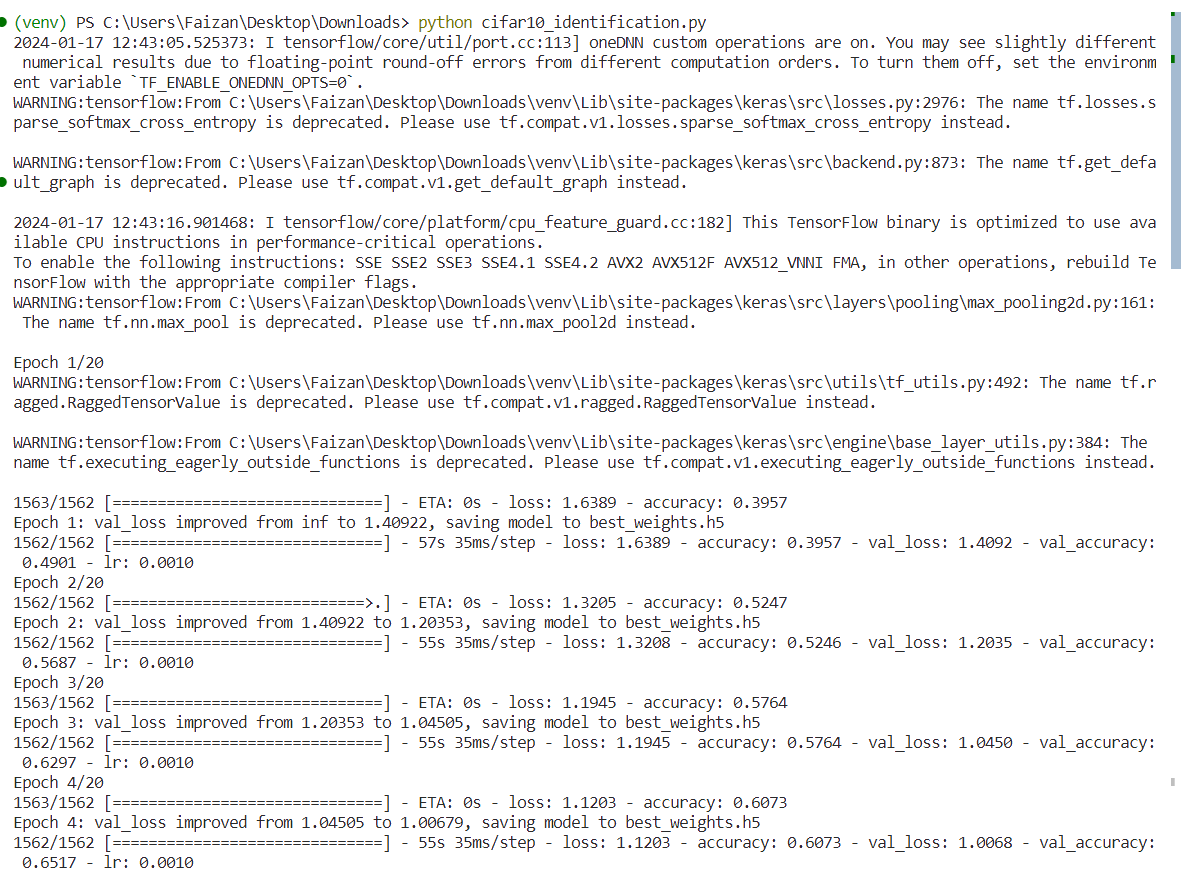 (venv) PS C:\Users\Faizan\Desktop\Downloads> python cifar10_identification.py
2024-01-17 12:43:05.525373: I tensorflow/core/util/port.cc:113] oneDNN custom operations are on. You may see slightly different
 numerical results due to floating-point round-off errors from different computation orders. To turn them off, set the environm
ent variable `TF_ENABLE_ONEDNN_OPTS=0`.
WARNING:tensorflow:From C:\Users\Faizan\Desktop\Downloads\venv\Lib\site-packages\keras\src\losses.py:2976: The name tf.losses.s
parse_softmax_cross_entropy is deprecated. Please use tf.compat.v1.losses.sparse_softmax_cross_entropy instead.
WARNING:tensorflow:From C:\Users\Faizan\Desktop\Downloads\venv\Lib\site-packages\keras\src\backend.py:873: The name tf.get_defa
ult_graph is deprecated. Please use tf.compat.v1.get_default_graph instead.
2024-01-17 12:43:16.901468: I tensorflow/core/platform/cpu_feature_guard.cc:182] This TensorFlow binary is optimized to use ava
ilable CPU instructions in performance-critical operations.
To enable the following instructions: SSE SSE2 SSE3 SSE4.1 SSE4.2 AVX2 AVX512F AVX512_VNNI FMA, in other operations, rebuild Te
nsorFlow with the appropriate compiler flags.
WARNING:tensorflow:From C:\Users\Faizan\Desktop\Downloads\venv\Lib\site-packages\keras\src\layers\pooling\max_pooling2d.py:161:
 The name tf.nn.max_pool is deprecated. Please use tf.nn.max_pool2d instead.
Epoch 1/20
WARNING:tensorflow:From C:\Users\Faizan\Desktop\Downloads\venv\Lib\site-packages\keras\src\utils\tf_utils.py:492: The name tf.r
agged.RaggedTensorValue is deprecated. Please use tf.compat.v1.ragged.RaggedTensorValue instead.
WARNING:tensorflow:From C:\Users\Faizan\Desktop\Downloads\venv\Lib\site-packages\keras\src\engine\base_layer_utils.py:384: The
name tf.executing_eagerly_outside_functions is deprecated. Please use tf.compat.v1.executing_eagerly_outside_functions instead.
1563/1562 [==============================] - ETA: 0s - loss: 1.6389 - accuracy: 0.3957
Epoch 1: val_loss improved from inf to 1.40922, saving model to best_weights.h5
1562/1562 [==============================] - 57s 35ms/step - loss: 1.6389 - accuracy: 0.3957 - val_loss: 1.4092 - val_accuracy:
 0.4901 - lr: 0.0010
Epoch 2/20
1562/1562 [============================>.] - ETA: 0s - loss: 1.3205 - accuracy: 0.5247
Epoch 2: val_loss improved from 1.40922 to 1.20353, saving model to best_weights.h5
1562/1562 [==============================] - 55s 35ms/step - loss: 1.3208 - accuracy: 0.5246 - val_loss: 1.2035 - val_accuracy:
 0.5687 - lr: 0.0010
Epoch 3/20
1563/1562 [==============================] - ETA: 0s - loss: 1.1945 - accuracy: 0.5764
Epoch 3: val_loss improved from 1.20353 to 1.04505, saving model to best_weights.h5
1562/1562 [==============================] - 55s 35ms/step - loss: 1.1945 - accuracy: 0.5764 - val_loss: 1.0450 - val_accuracy:
 0.6297 - lr: 0.0010
Epoch 4/20
1563/1562 [==============================] - ETA: 0s - loss: 1.1203 - accuracy: 0.6073
Epoch 4: val_loss improved from 1.04505 to 1.00679, saving model to best_weights.h5
1562/1562 [==============================] - 55s 35ms/step - loss: 1.1203 - accuracy: 0.6073 - val_loss: 1.0068 - val_accuracy:
 0.6517 - lr: 0.0010